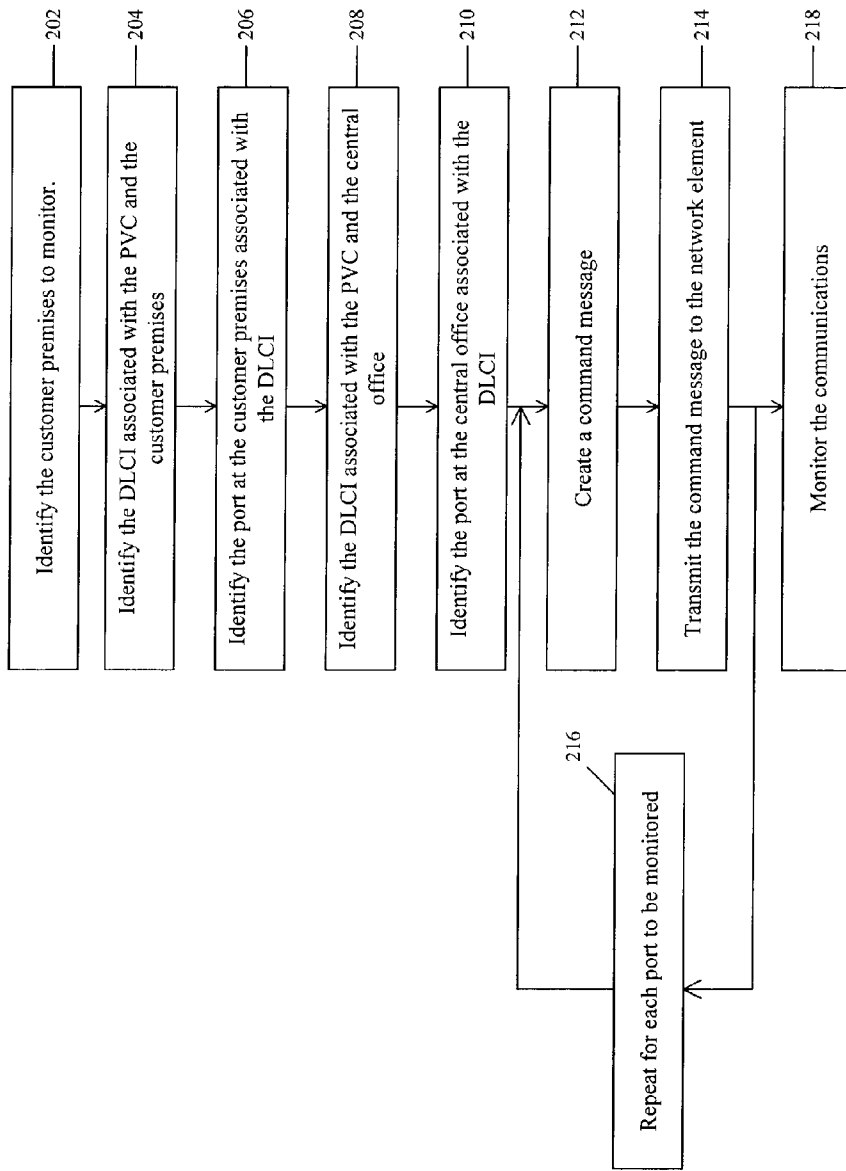 Identify the customer premises to monitor.
202
Identify the DLCI associated with the PVC and the
customer premises
204
Identify the port at the customer premises associated with
the DLCI
206
Identify the DLCI associated with the PVC and the central
office
208
Identify the port at the central office associated with the
DLCI
210
Create a command message
212
Transmit the command message to the network element
214
Repeat for each port to be monitored
216
Monitor the communications
218